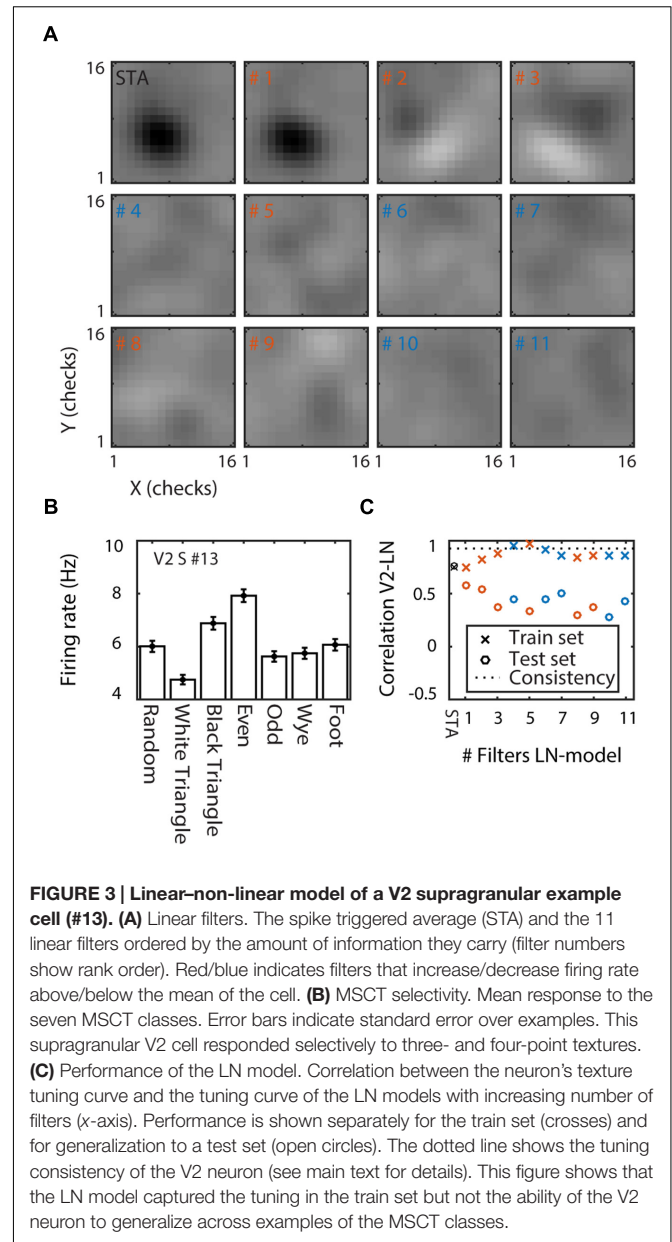 A
16
STA
# 1
# 2
# 3
1
# 4
# 5
# 6
# 7
16
# 8
# 9
# 10
# 11
1
Y (checks)
1 16 1 16 1 16 1 16
X (checks)
B
V2 S #13
10
8
6
4
Firing rate (Hz)
Random
White Triangle
Black Triangle
Even
Odd
Wye
Foot
C
1
0.5
0
-0.5
Correlation V2-LN
Train set
Test set
Consistency
STA 1 3 5 7 9 11
# Filters LN-model
FIGURE 3 | Linear–non-linear model of a V2 supragranular example
cell (#13). (A) Linear filters. The spike triggered average (STA) and the 11
linear filters ordered by the amount of information they carry (filter numbers
show rank order). Red/blue indicates filters that increase/decrease firing rate
above/below the mean of the cell. (B) MSCT selectivity. Mean response to the
seven MSCT classes. Error bars indicate standard error over examples. This
supragranular V2 cell responded selectively to three- and four-point textures.
(C) Performance of the LN model. Correlation between the neuron's texture
tuning curve and the tuning curve of the LN models with increasing number of
filters (x-axis). Performance is shown separately for the train set (crosses) and
for generalization to a test set (open circles). The dotted line shows the tuning
consistency of the V2 neuron (see main text for details). This figure shows that
the LN model captured the tuning in the train set but not the ability of the V2
neuron to generalize across examples of the MSCT classes.